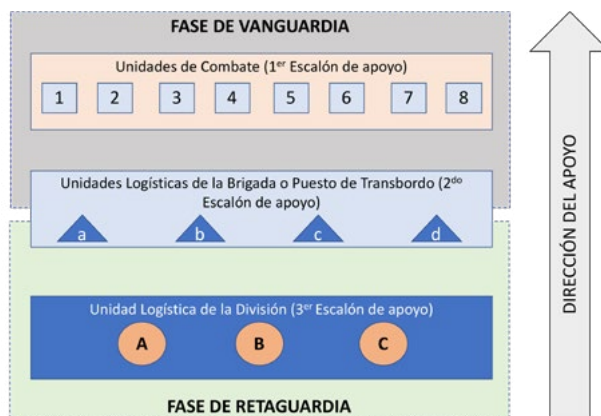 FASE DE VANGUARDIA
Unidades de Combate (1er Escalón de apoyo)
1 2 3 4 5 6 7 8
Unidades Logísticas de la Brigada o Puesto de Transbordo (2do
Escalón de apoyo)
a b c d
Unidad Logística de la División (3er Escalón de apoyo)
A B C
FASE DE RETAGUARDIA
DIRECCIÓN DEL APOYO